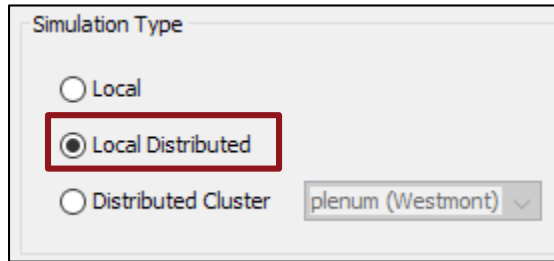 Simulation Type
Local
Local Distributed
Distributed Cluster plenum (Westmont)